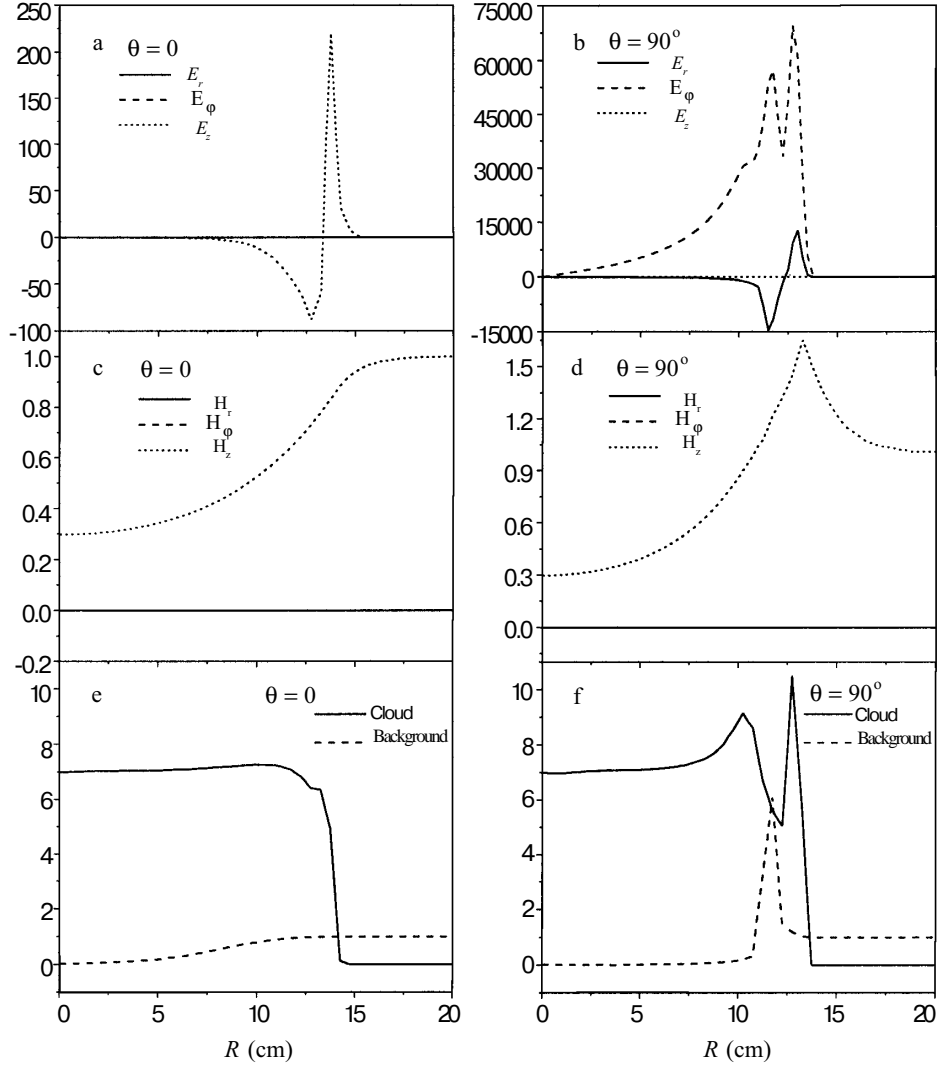 250
200
150
100
50
0
-50
-100
a θ = 0
E_r
E_φ
E_z
75000
60000
45000
30000
15000
0
-15000
b θ = 90°
E_r
E_φ
E_z
1.0
0.8
0.6
0.4
0.2
0.0
-0.2
c θ = 0
H_r
H_φ
H_z
1.5
1.2
0.9
0.6
0.3
0.0
d θ = 90°
H_r
H_φ
H_z
10
8
6
4
2
0
e θ = 0
Cloud
Background
0 5 10 15 20
R (cm)
10
8
6
4
2
0
f θ = 90°
Cloud
Background
0 5 10 15 20
R (cm)